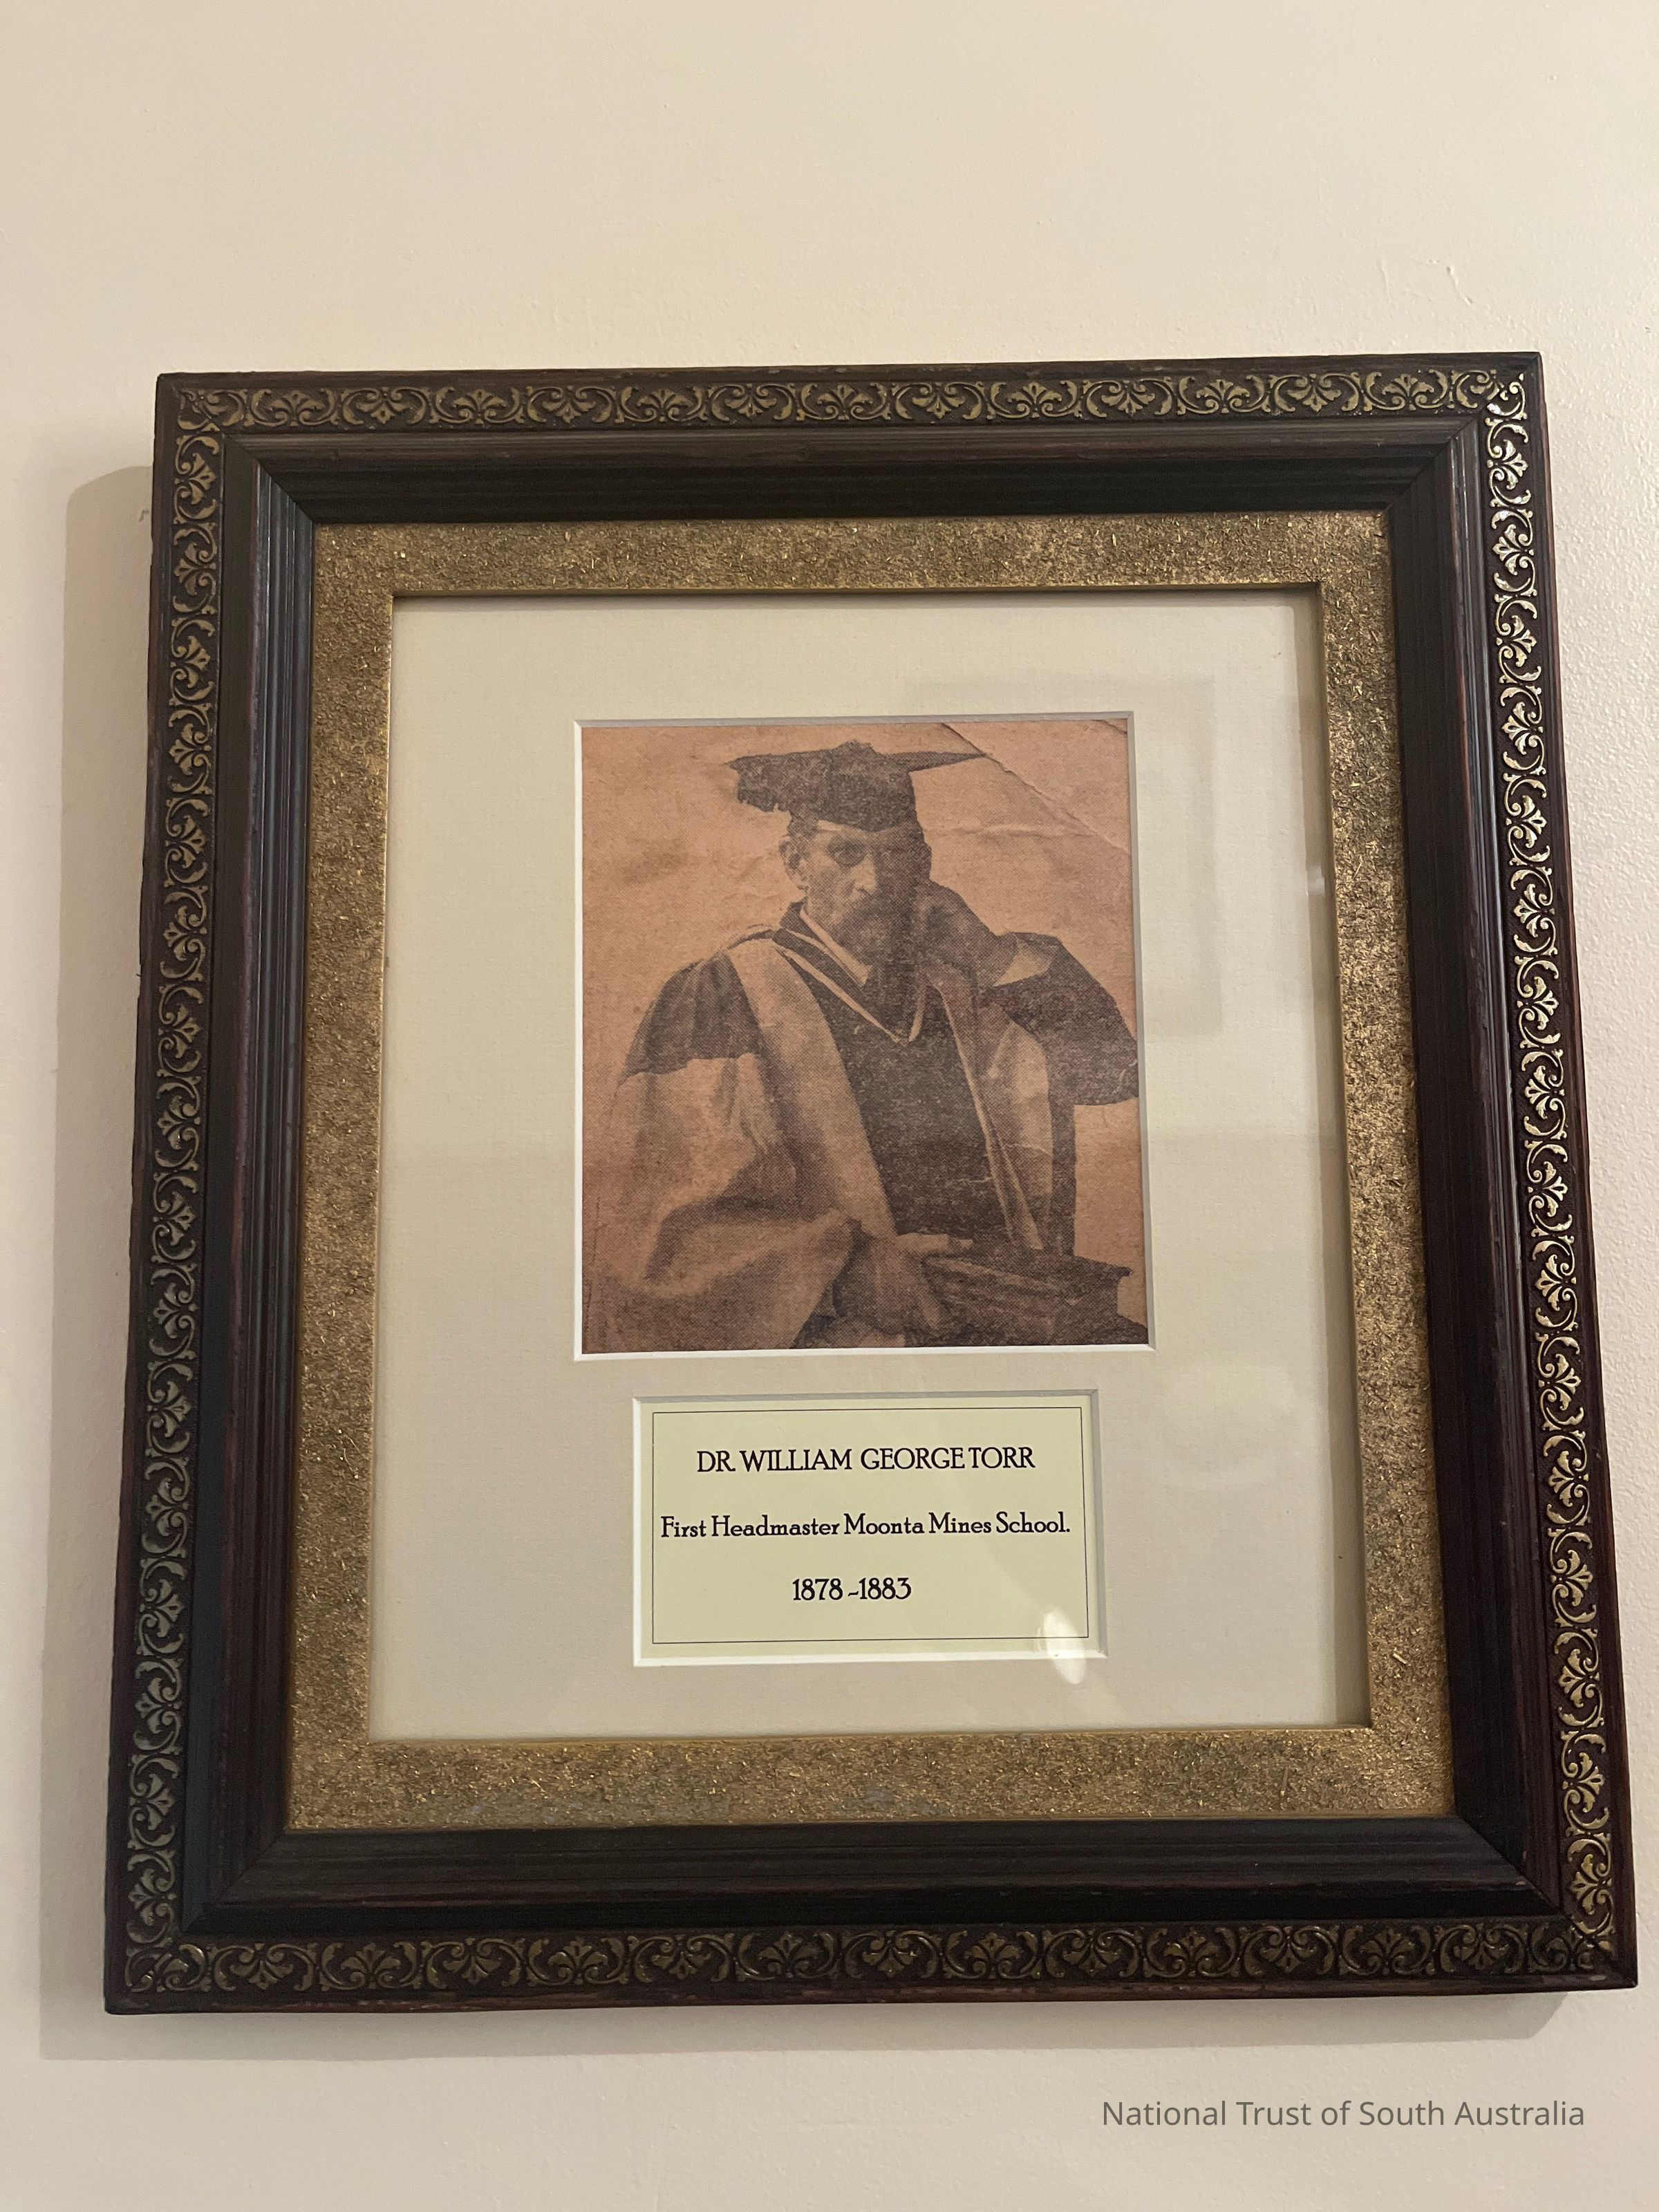 DR. WILLIAM GEORGE TORR
First Headmaster Moonta Mines School.
1878-1883
National Trust of South Australia